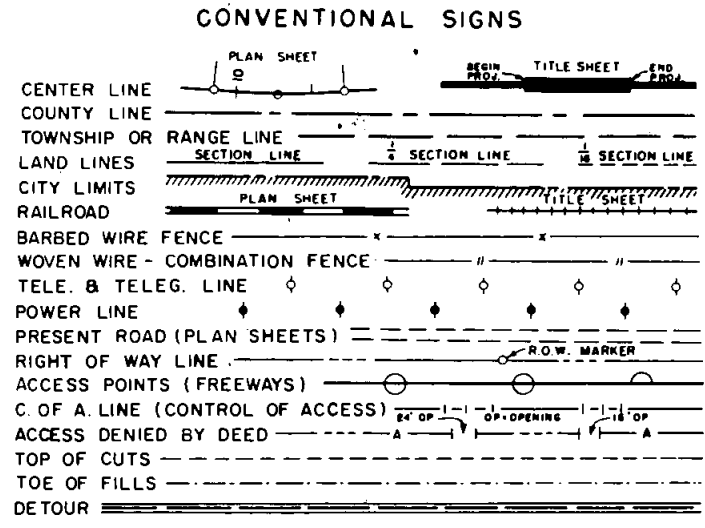 CONVENTIONAL SIGNS
PLAN SHEET
10
BEGIN PROJ. TITLE SHEET END PROJ.
CENTER LINE
COUNTY LINE
TOWNSHIP OR RANGE LINE
LAND LINES SECTION LINE 1/4 SECTION LINE 1/16 SECTION LINE
CITY LIMITS
PLAN SHEET TITLE SHEET
RAILROAD
BARBED WIRE FENCE x x
WOVEN WIRE - COMBINATION FENCE // //
TELE. & TELEG. LINE
POWER LINE
PRESENT ROAD (PLAN SHEETS)
RIGHT OF WAY LINE R.O.W. MARKER
ACCESS POINTS (FREEWAYS)
C. OF A. LINE (CONTROL OF ACCESS)
24' OP OP=OPENING 16' OP
ACCESS DENIED BY DEED A A
TOP OF CUTS
TOE OF FILLS
DETOUR